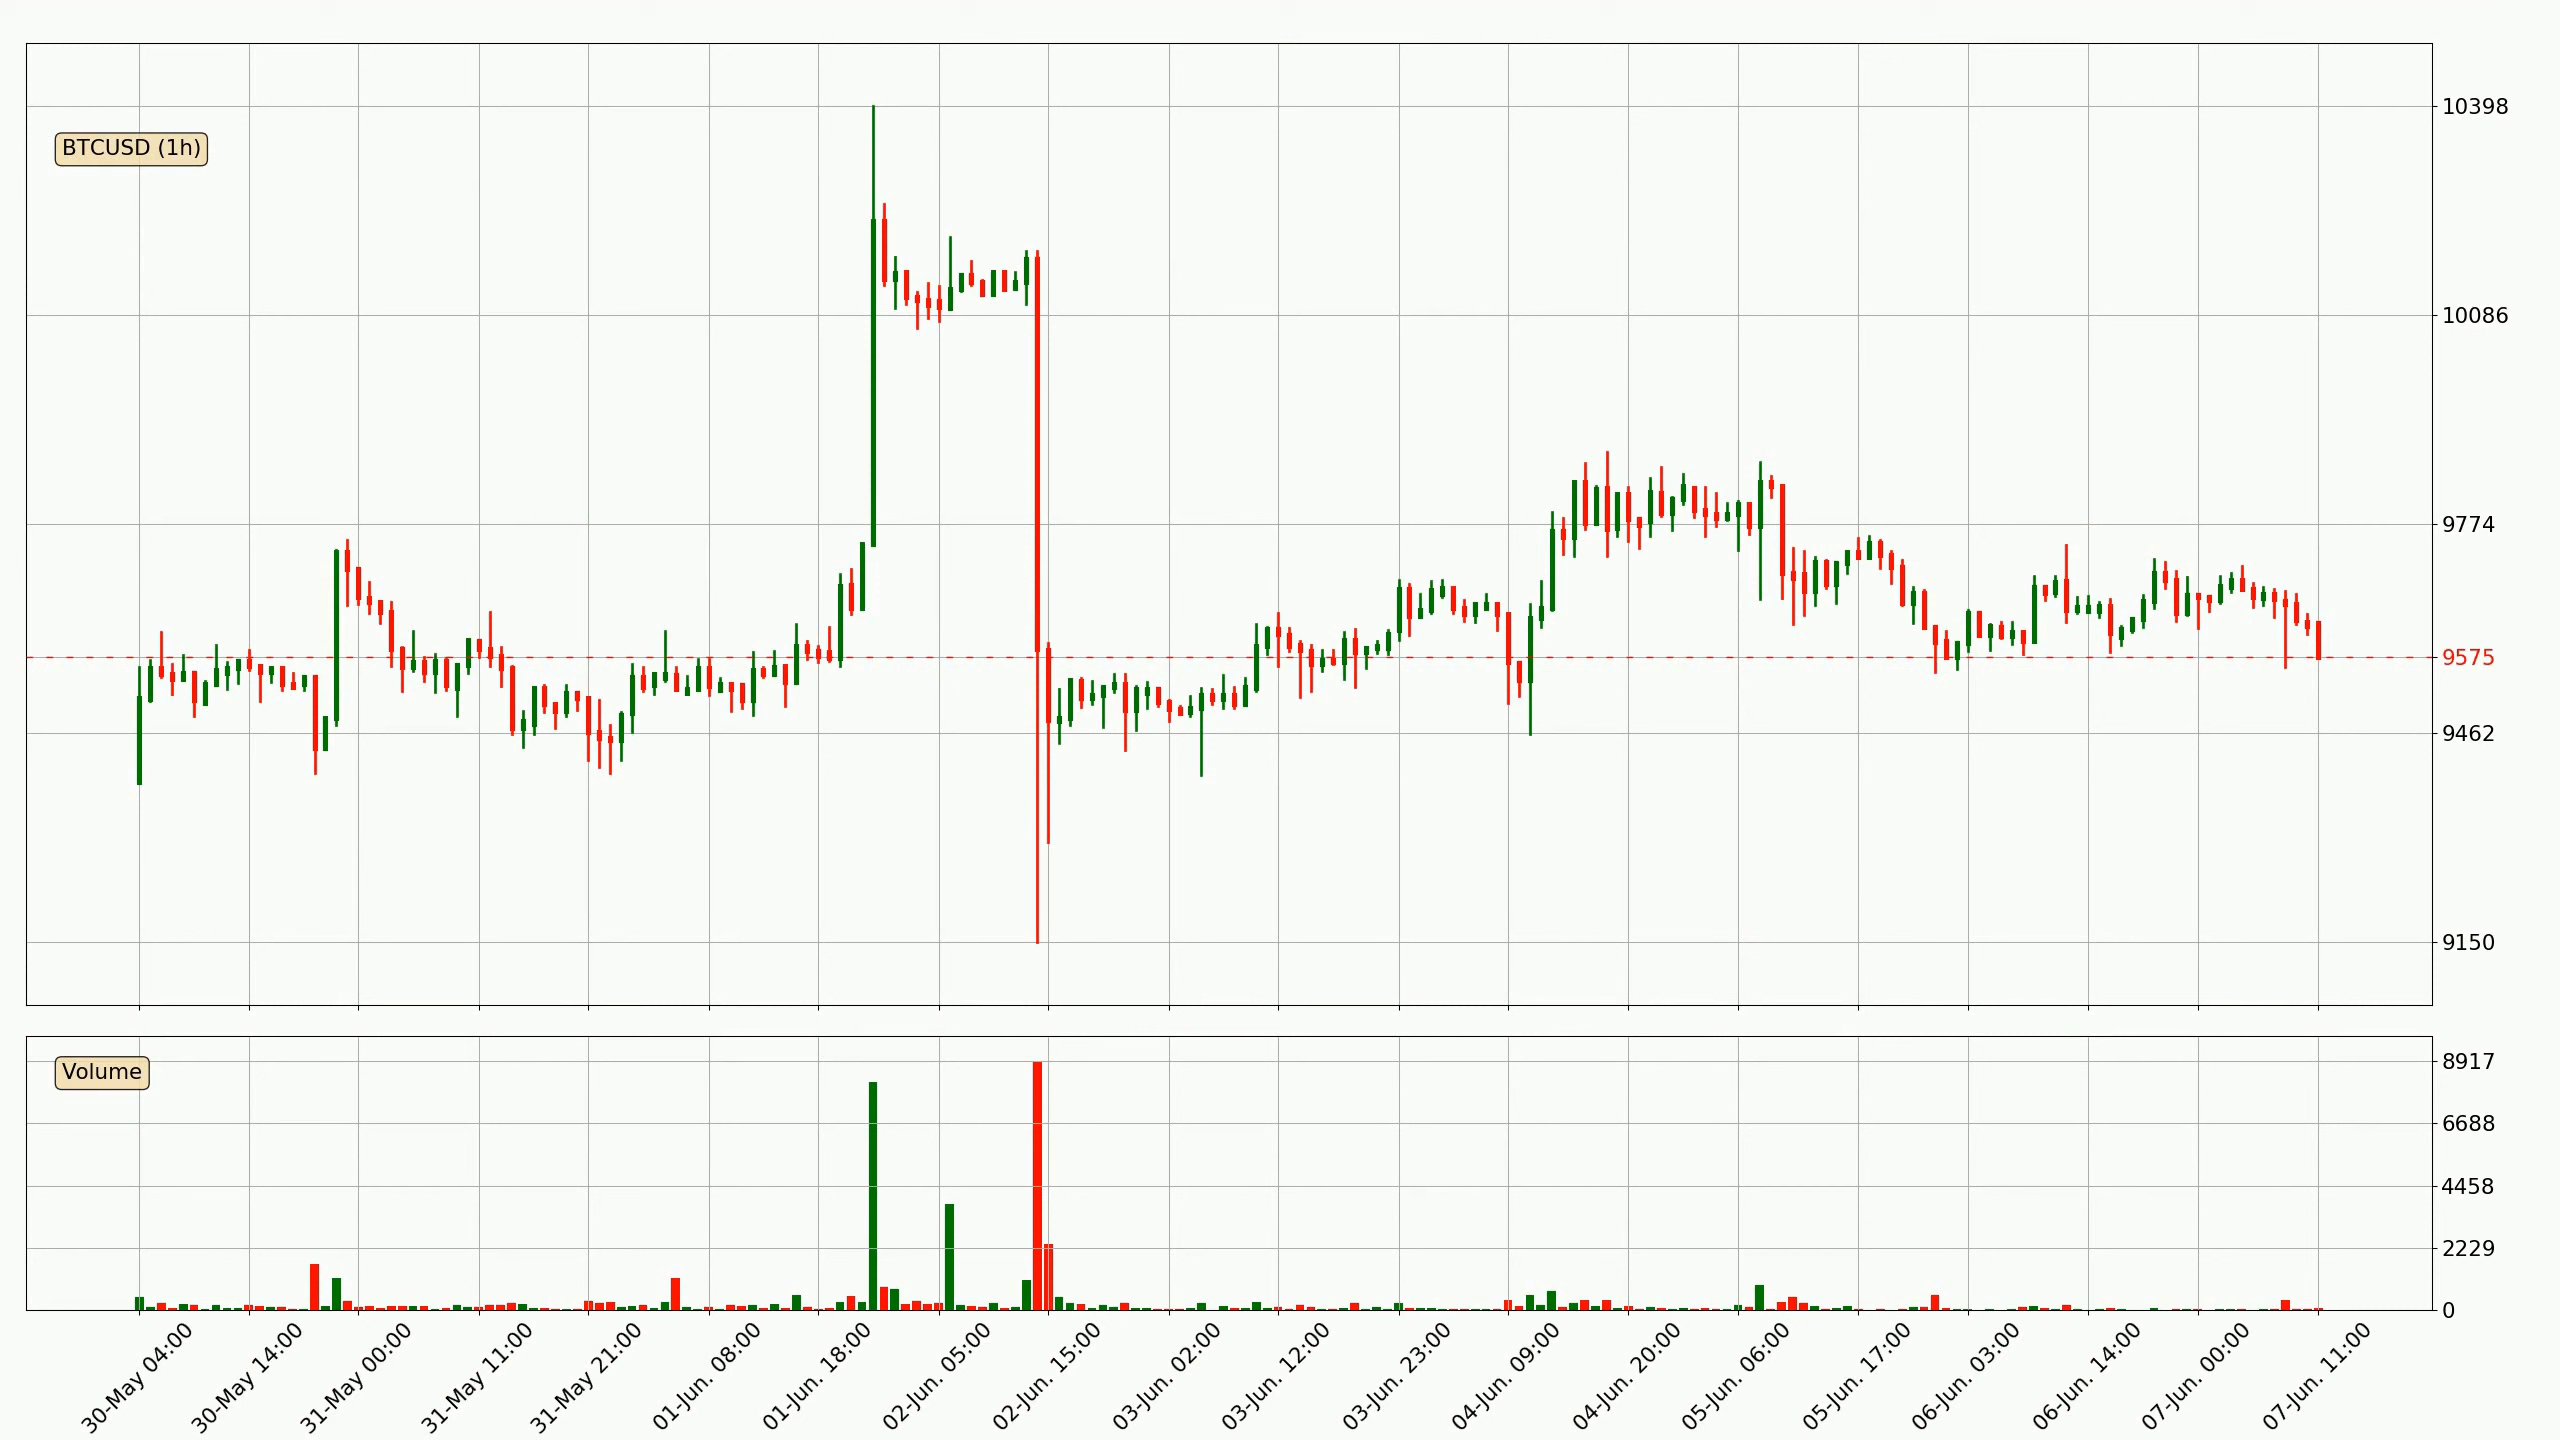 BTCUSD (1h)
10398
10086
9774
9575
9462
9150
Volume
8917
6688
4458
2229
0
30-May 04:00
30-May 14:00
31-May 00:00
31-May 11:00
31-May 21:00
01-Jun. 08:00
01-Jun. 18:00
02-Jun. 05:00
02-Jun. 15:00
03-Jun. 02:00
03-Jun. 12:00
03-Jun. 23:00
04-Jun. 09:00
04-Jun. 20:00
05-Jun. 06:00
05-Jun. 17:00
06-Jun. 03:00
06-Jun. 14:00
07-Jun. 00:00
07-Jun. 11:00